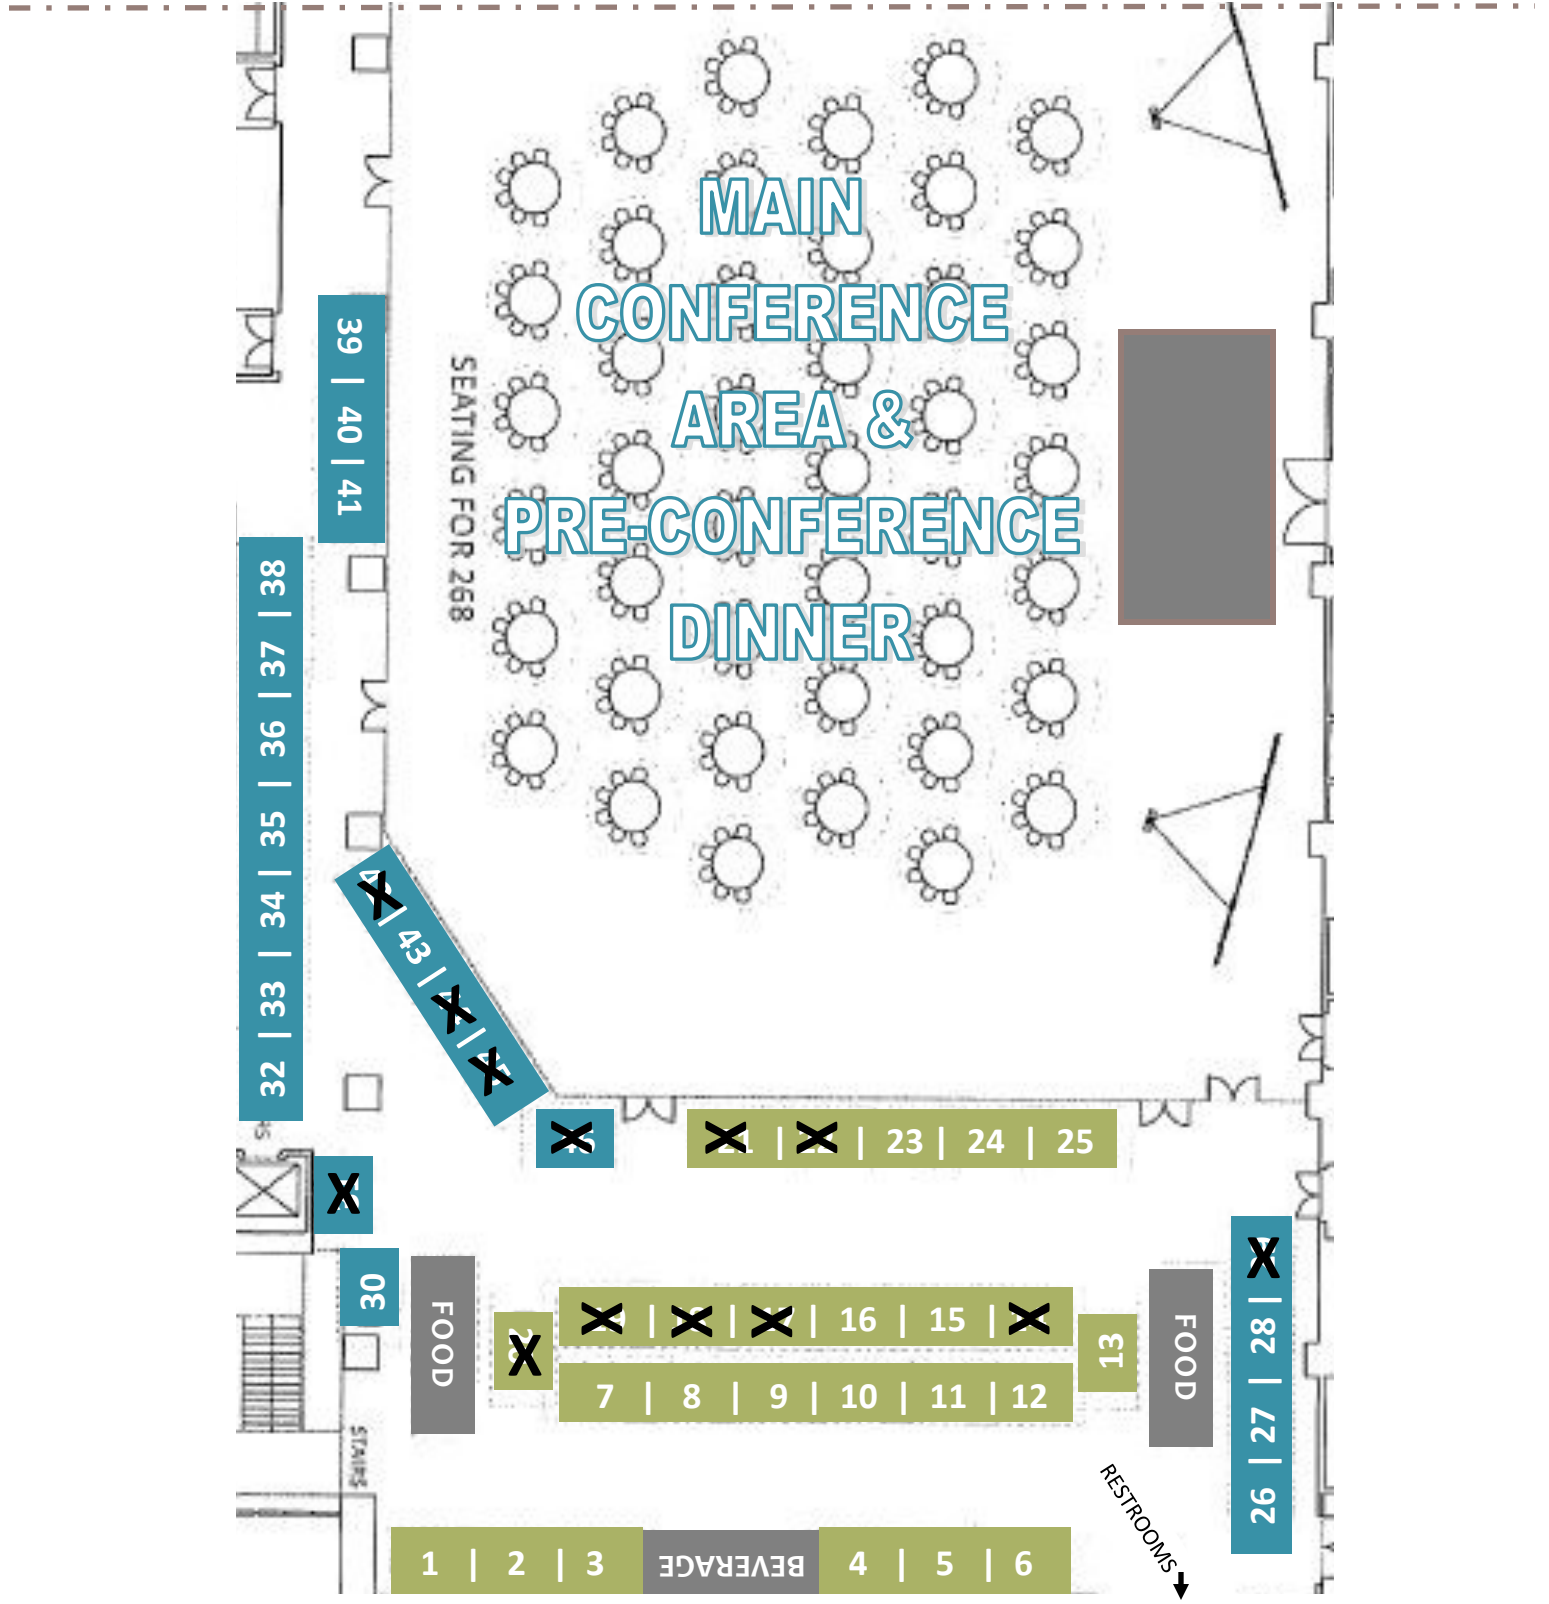 MAIN
CONFERENCE
AREA &
PRE-CONFERENCE
DINNER
SEATING FOR 268
39 | 40 | 41
32 | 33 | 34 | 35 | 36 | 37 | 38
| 43 | |
| | 23 | 24 | 25
30
FOOD
| | | 16 | 15 |
7 | 8 | 9 | 10 | 11 | 12
13
FOOD
26 | 27 | 28 |
STAIRS
RESTROOMS
1 | 2 | 3
BEVERAGE
4 | 5 | 6